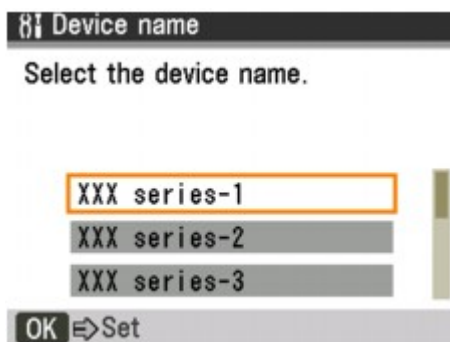 Device name
Select the device name.
XXX series-1
XXX series-2
XXX series-3
OK Set